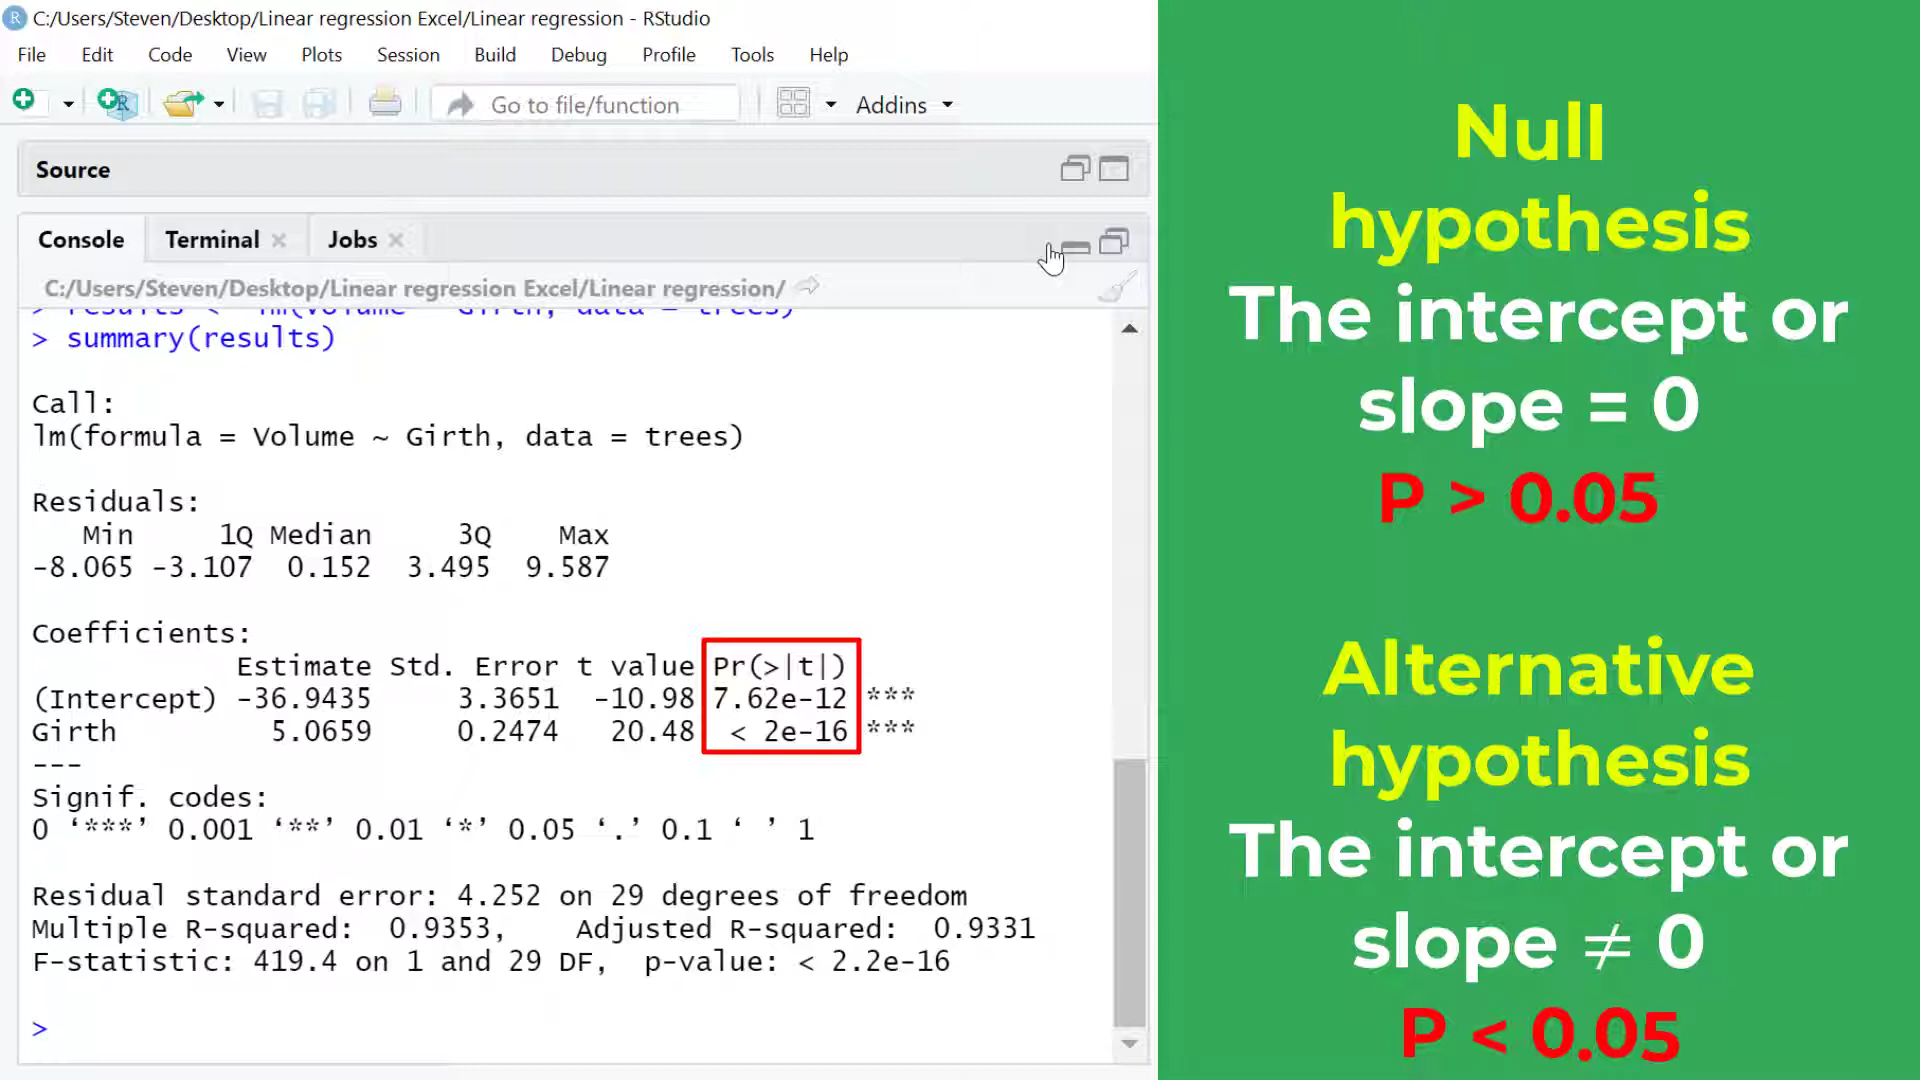 C:/Users/Steven/Desktop/Linear regression Excel/Linear regression - RStudio
File Edit Code View Plots Session Build Debug Profile Tools Help
Go to file/function Addins
Source
Console Terminal Jobs
C:/Users/Steven/Desktop/Linear regression Excel/Linear regression/
> results <- lm(Volume ~ Girth, data = trees)
> summary(results)
Call:
lm(formula = Volume ~ Girth, data = trees)
Residuals:
Min 1Q Median 3Q Max
-8.065 -3.107 0.152 3.495 9.587
Coefficients:
Estimate Std. Error t value Pr(>|t|)
(Intercept) -36.9435 3.3651 -10.98 7.62e-12 ***
Girth 5.0659 0.2474 20.48 < 2e-16 ***
---
Signif. codes:
0 ‘***’ 0.001 ‘**’ 0.01 ‘*’ 0.05 ‘.’ 0.1 ‘ ’ 1
Residual standard error: 4.252 on 29 degrees of freedom
Multiple R-squared: 0.9353, Adjusted R-squared: 0.9331
F-statistic: 419.4 on 1 and 29 DF, p-value: < 2.2e-16
>
Null
hypothesis
The intercept or
slope = 0
P > 0.05
Alternative
hypothesis
The intercept or
slope ≠ 0
P < 0.05